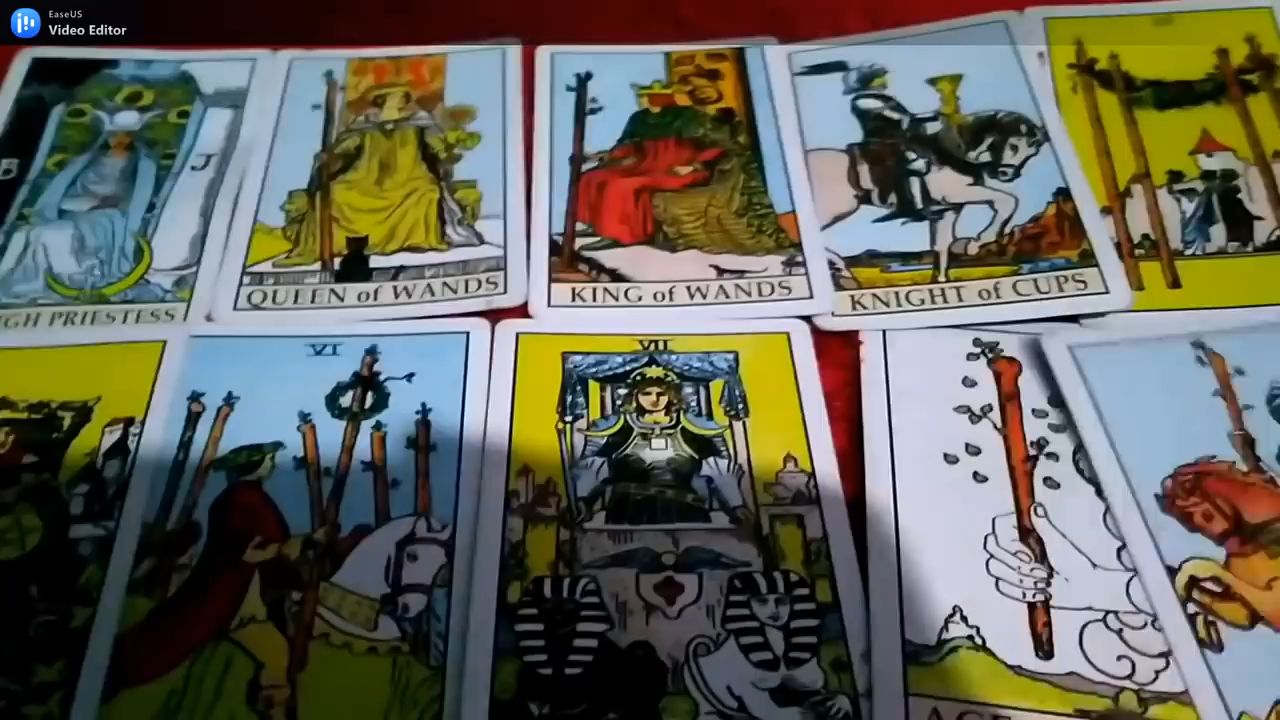 EaseUS
Video Editor
B
J
GH PRIESTESS
QUEEN of WANDS
KING of WANDS
KNIGHT of CUPS
VI
VII